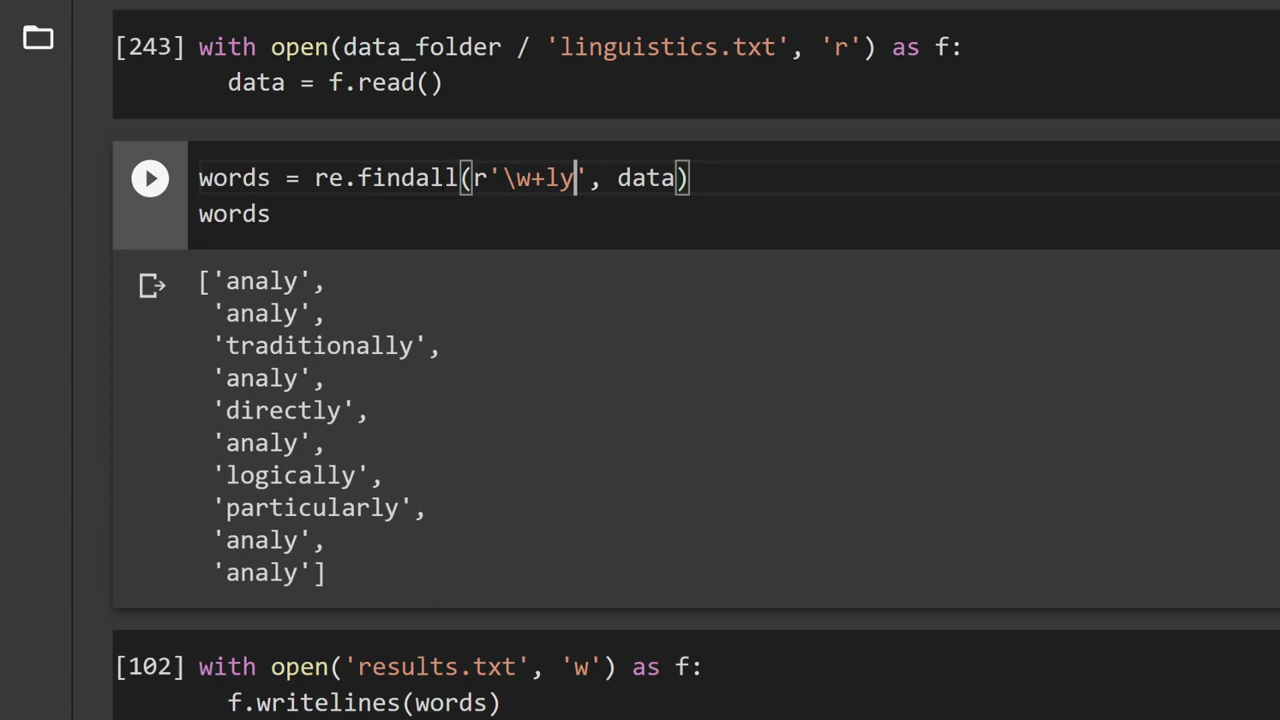 [243] with open(data_folder / 'linguistics.txt', 'r') as f:
data = f.read()
words = re.findall(r'\w+ly', data)
words
['analy',
'analy',
'traditionally',
'analy',
'directly',
'analy',
'logically',
'particularly',
'analy',
'analy']
[102] with open('results.txt', 'w') as f:
f.writelines(words)